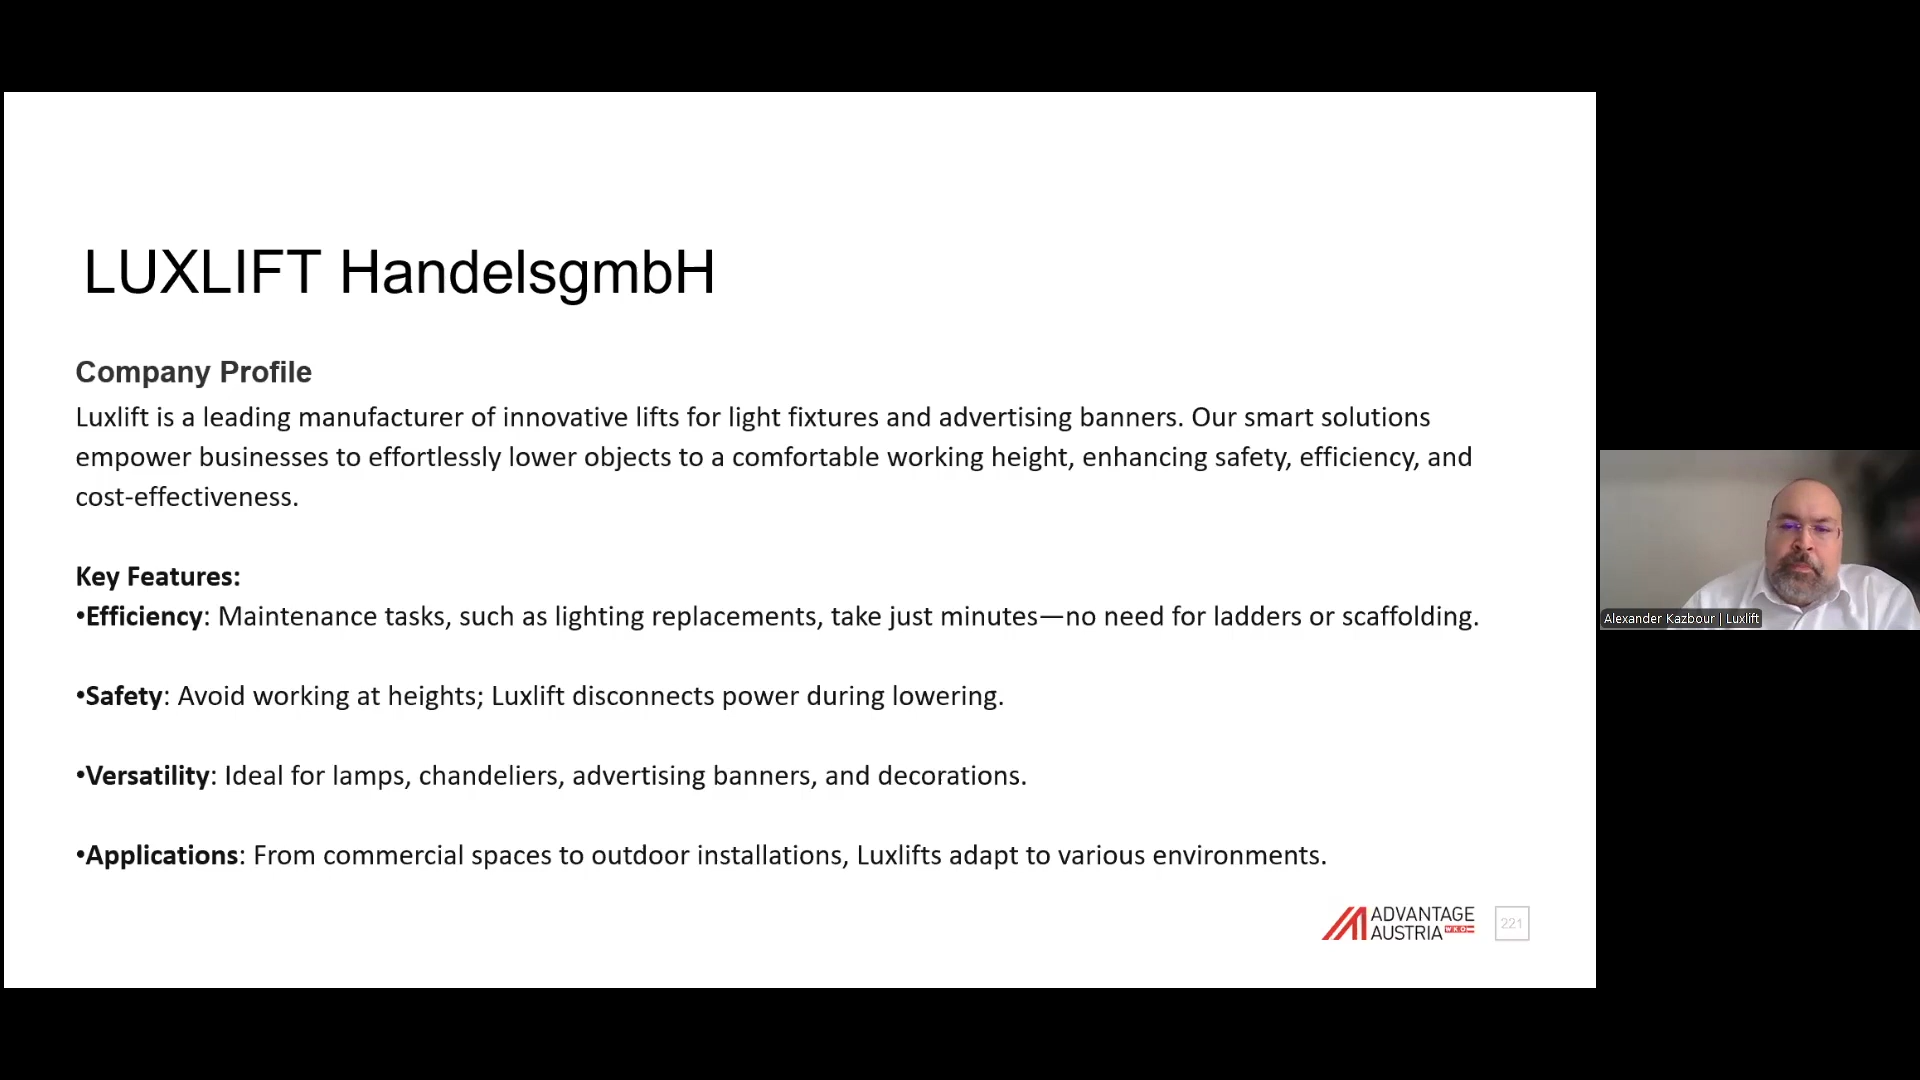 LUXLIFT HandelsgmbH
Company Profile
Luxlift is a leading manufacturer of innovative lifts for light fixtures and advertising banners. Our smart solutions
empower businesses to effortlessly lower objects to a comfortable working height, enhancing safety, efficiency, and
cost-effectiveness.
Key Features:
•Efficiency: Maintenance tasks, such as lighting replacements, take just minutes—no need for ladders or scaffolding.
•Safety: Avoid working at heights; Luxlift disconnects power during lowering.
•Versatility: Ideal for lamps, chandeliers, advertising banners, and decorations.
•Applications: From commercial spaces to outdoor installations, Luxlifts adapt to various environments.
ADVANTAGE
AUSTRIA WKO
221
Alexander Kazbour | Luxlift